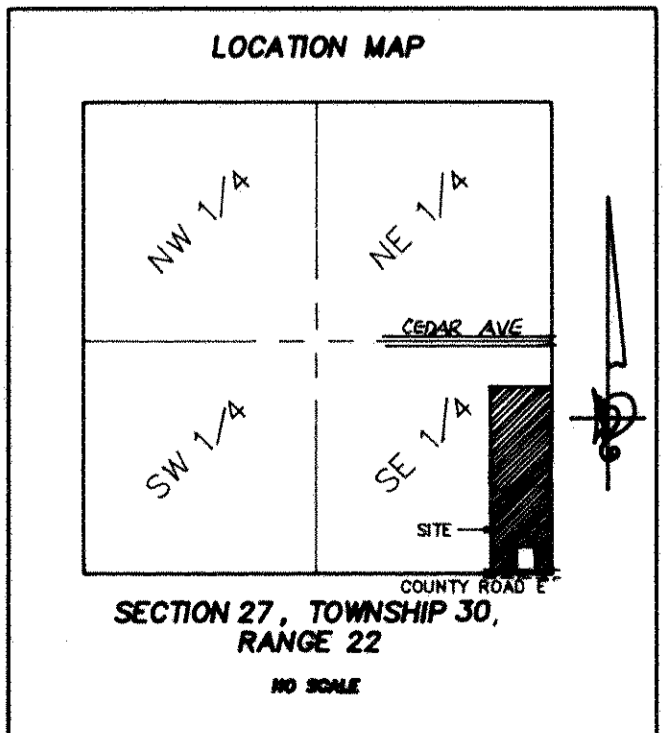 LOCATION MAP
NW 1/4
NE 1/4
CEDAR AVE
SW 1/4
SE 1/4
SITE
COUNTY ROAD E
SECTION 27, TOWNSHIP 30,
RANGE 22
NO SCALE